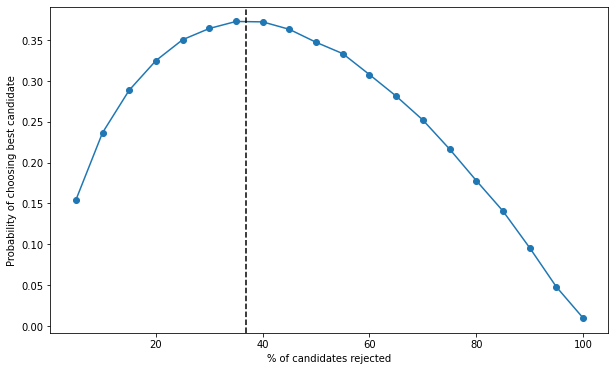 Probability of choosing best candidate
0.35
0.30
0.25
0.20
0.15
0.10
0.05
0.00
20 40 60 80 100
% of candidates rejected